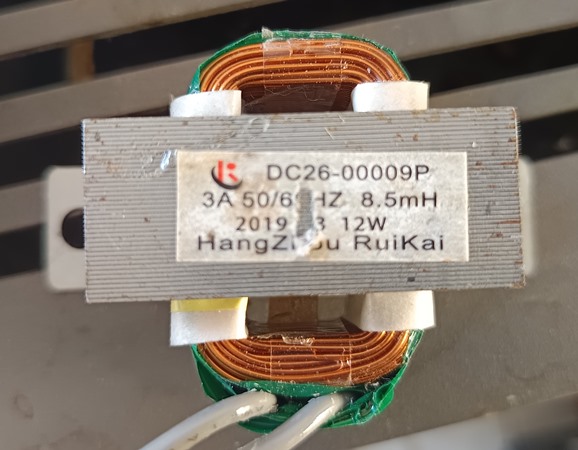 DC26-00009P
3A 8.5mH
2019 12W
RuiKai